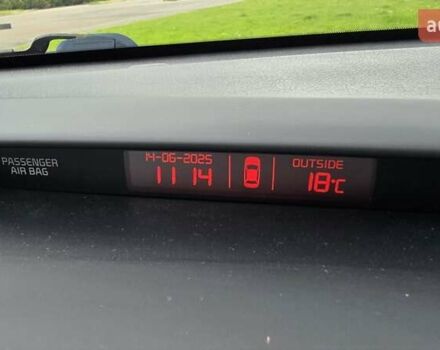 PASSENGER
AIR BAG
14-06-2025
11 14
OUTSIDE
18°C